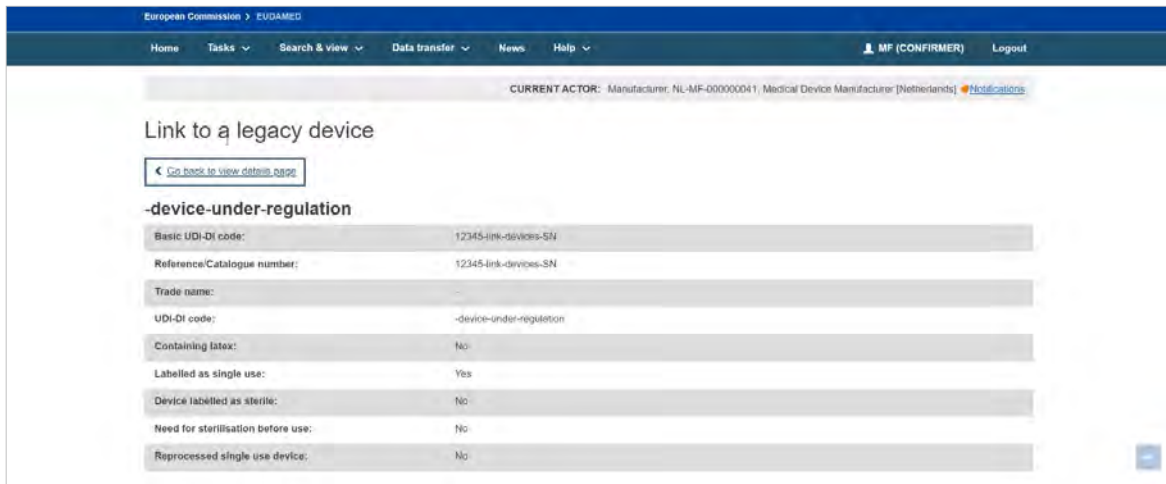 European Commission > EUDAMED
Home Tasks Search & view Data transfer News Help MF (CONFIRMER) Logout
CURRENT ACTOR: Manufacturer, NL-MF-000000041, Medical Device Manufacturer [Netherlands] Notifications
Link to a legacy device
Go back to view details page
-device-under-regulation
Basic UDI-DI code: 12345-link-devices-SN
Reference/Catalogue number: 12345-link-devices-SN
Trade name: -
UDI-DI code: -device-under-regulation
Containing latex: No
Labelled as single use: Yes
Device labelled as sterile: No
Need for sterilisation before use: No
Reprocessed single use device: No